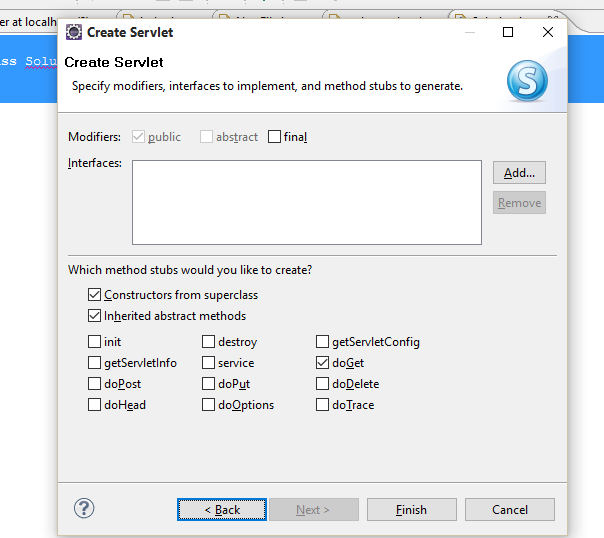 Create Servlet
Create Servlet
Specify modifiers, interfaces to implement, and method stubs to generate.
S
Modifiers: public abstract final
Interfaces:
Add...
Remove
Which method stubs would you like to create?
Constructors from superclass
Inherited abstract methods
init destroy getServletConfig
getServletInfo service doGet
doPost doPut doDelete
doHead doOptions doTrace
? < Back Next > Finish Cancel